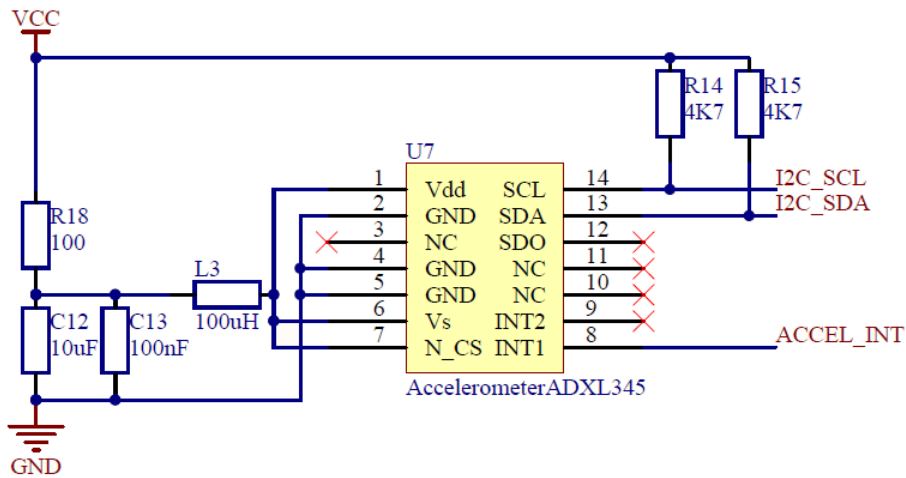 VCC
R14
4K7
R15
4K7
U7
1
Vdd
SCL
14
I2C_SCL
2
GND
SDA
13
I2C_SDA
R18
100
3
NC
SDO
12
4
GND
NC
11
L3
100uH
5
GND
NC
10
C12
10uF
C13
100nF
6
Vs
INT2
9
7
N_CS
INT1
8
ACCEL_INT
AccelerometerADXL345
GND